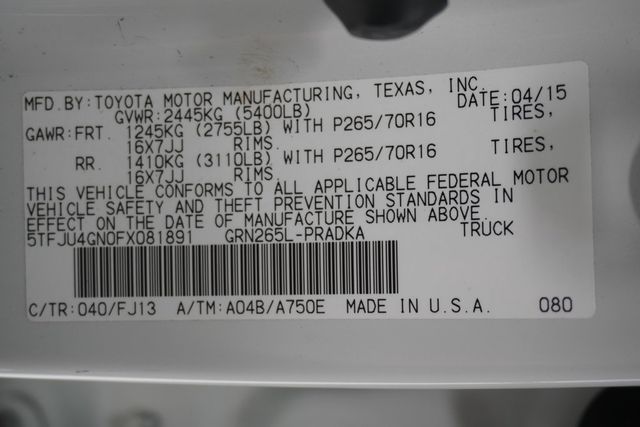 MFD.BY:TOYOTA MOTOR MANUFACTURING, TEXAS, INC.
GVWR:2445KG (5400LB) DATE:04/15
GAWR:FRT. 1245KG (2755LB) WITH P265/70R16 TIRES,
16X7JJ RIMS.
RR. 1410KG (3110LB) WITH P265/70R16 TIRES,
16X7JJ RIMS.
THIS VEHICLE CONFORMS TO ALL APPLICABLE FEDERAL MOTOR
VEHICLE SAFETY AND THEFT PREVENTION STANDARDS IN
EFFECT ON THE DATE OF MANUFACTURE SHOWN ABOVE.
5TFJU4GN0FX081891 GRN265L-PRADKA TRUCK
C/TR:040/FJ13 A/TM:A04B/A750E MADE IN U.S.A. 080